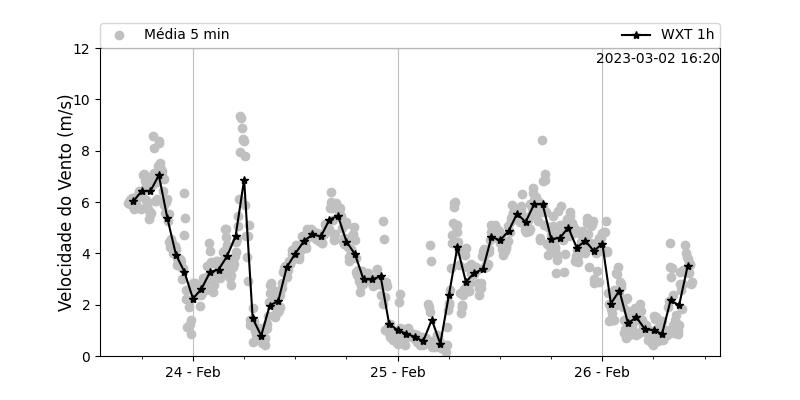 Média 5 min
WXT 1h
2023-03-02 16:20
12
10
8
6
4
2
0
Velocidade do Vento (m/s)
24 - Feb
25 - Feb
26 - Feb